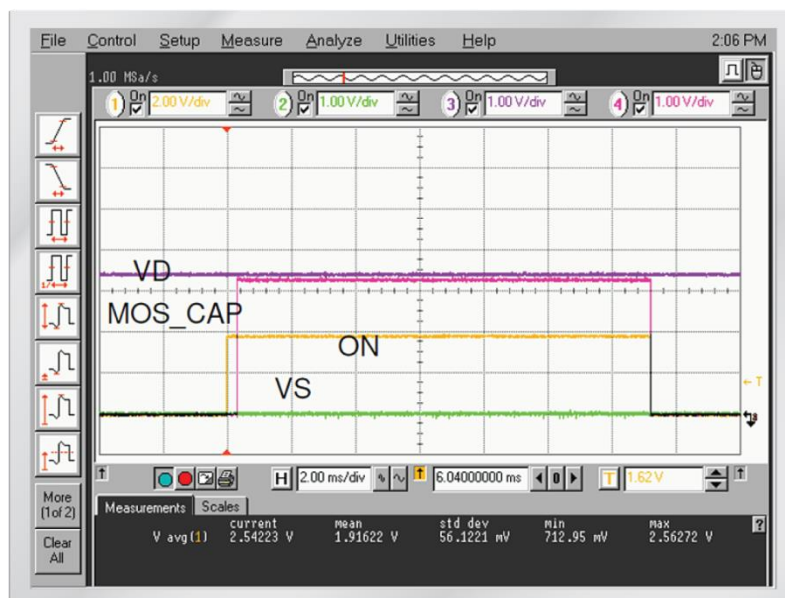 File Control Setup Measure Analyze Utilities Help 2:06 PM
1.00 MSa/s
1 On 2.00 V/div 2 On 1.00 V/div 3 On 1.00 V/div 4 On 1.00 V/div
VD
MOS_CAP
ON
VS
T
H 2.00 ms/div T 6.04000000 ms 0 T 1.62 V
More
(1 of 2)
Clear
All
Measurements Scales
current mean std dev min max
V avg(1) 2.54223 V 1.91622 V 56.1221 mV 712.95 mV 2.56272 V